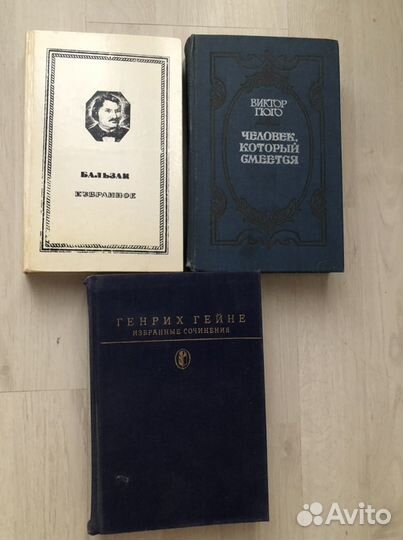 БАЛЬЗАК
ИЗБРАННОЕ
ВИКТОР
ГЮГО
ЧЕЛОВЕК,
КОТОРЫЙ
СМЕЕТСЯ
ГЕНРИХ ГЕЙНЕ
ИЗБРАННЫЕ СОЧИНЕНИЯ
Avito